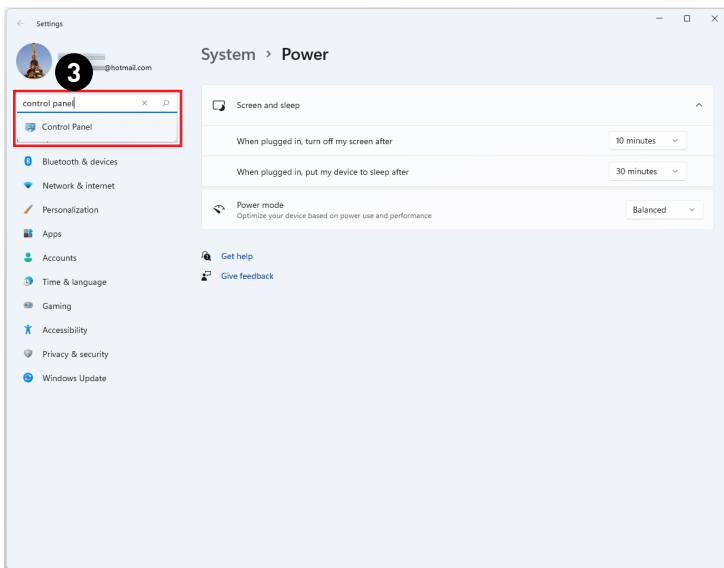 Settings
System > Power
3
@hotmail.com
control panel
Control Panel
Bluetooth & devices
Network & internet
Personalization
Apps
Accounts
Time & language
Gaming
Accessibility
Privacy & security
Windows Update
Screen and sleep
When plugged in, turn off my screen after
10 minutes
When plugged in, put my device to sleep after
30 minutes
Power mode
Optimize your device based on power use and performance
Balanced
Get help
Give feedback